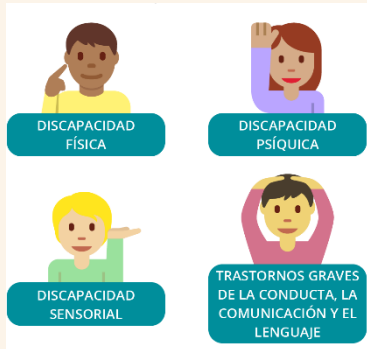 DISCAPACIDAD
FÍSICA
DISCAPACIDAD
PSÍQUICA
DISCAPACIDAD
SENSORIAL
TRASTORNOS GRAVES
DE LA CONDUCTA, LA
COMUNICACIÓN Y EL
LENGUAJE